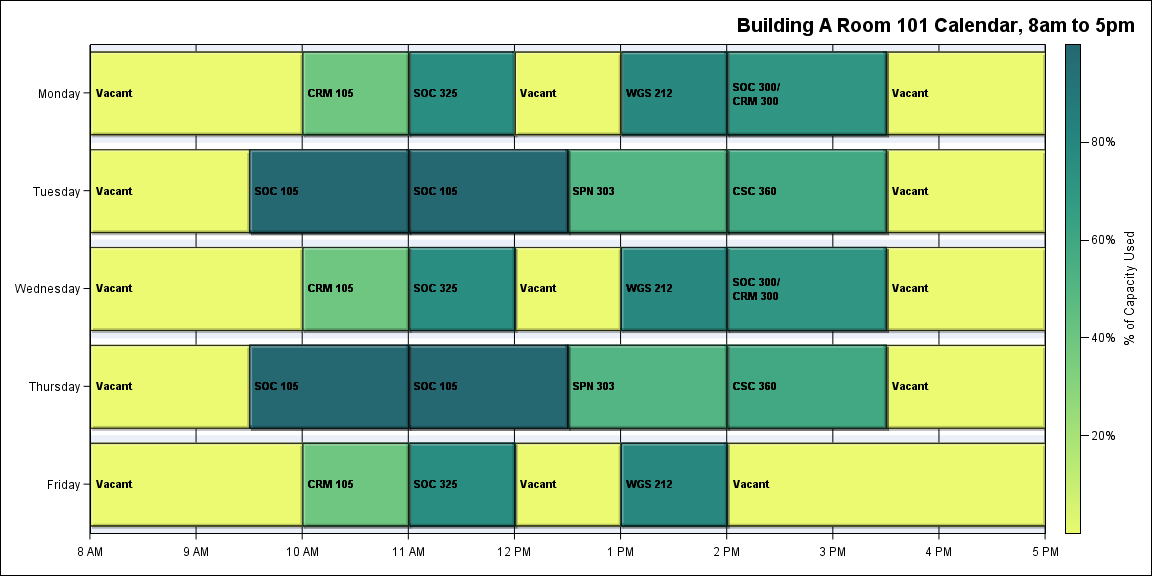 Building A Room 101 Calendar, 8am to 5pm
Monday
Vacant
CRM 105
SOC 325
Vacant
WGS 212
SOC 300/
CRM 300
Vacant
Tuesday
Vacant
SOC 105
SOC 105
SPN 303
CSC 360
Vacant
Wednesday
Vacant
CRM 105
SOC 325
Vacant
WGS 212
SOC 300/
CRM 300
Vacant
Thursday
Vacant
SOC 105
SOC 105
SPN 303
CSC 360
Vacant
Friday
Vacant
CRM 105
SOC 325
Vacant
WGS 212
Vacant
8 AM
9 AM
10 AM
11 AM
12 PM
1 PM
2 PM
3 PM
4 PM
5 PM
80%
60%
40%
20%
% of Capacity Used